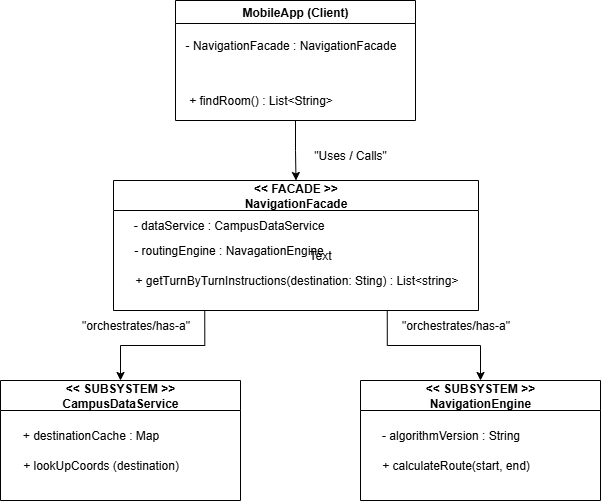 MobileApp (Client)
- NavigationFacade : NavigationFacade
+ findRoom() : List<String>
"Uses / Calls"
<< FACADE >>
NavigationFacade
- dataService : CampusDataService
- routingEngine : NavagationEngine
Text
+ getTurnByTurnInstructions(destination: Sting) : List<string>
"orchestrates/has-a"
"orchestrates/has-a"
<< SUBSYSTEM >>
CampusDataService
+ destinationCache : Map
+ lookUpCoords (destination)
<< SUBSYSTEM >>
NavigationEngine
- algorithmVersion : String
+ calculateRoute(start, end)